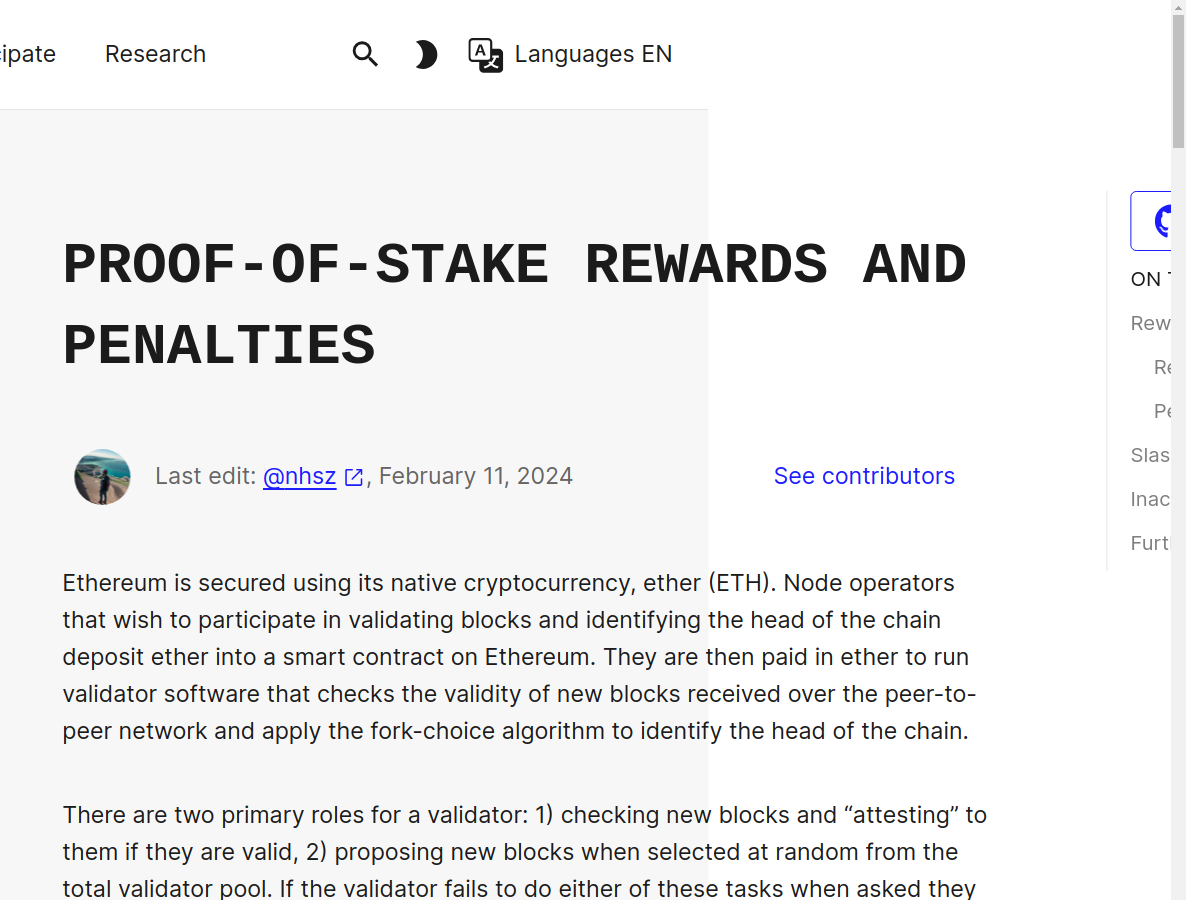 cipate Research Languages EN
PROOF-OF-STAKE REWARDS AND
PENALTIES
Last edit: @nhsz , February 11, 2024 See contributors
ON T
Rew
Re
Pe
Slas
Inac
Furt
Ethereum is secured using its native cryptocurrency, ether (ETH). Node operators
that wish to participate in validating blocks and identifying the head of the chain
deposit ether into a smart contract on Ethereum. They are then paid in ether to run
validator software that checks the validity of new blocks received over the peer-to-
peer network and apply the fork-choice algorithm to identify the head of the chain.
There are two primary roles for a validator: 1) checking new blocks and “attesting” to
them if they are valid, 2) proposing new blocks when selected at random from the
total validator pool. If the validator fails to do either of these tasks when asked they